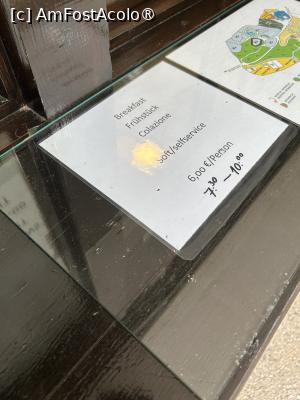 [c] AmFostAcolo®
Breakfast
Frühstück
Colazione
Soft/selfservice
6,00 €/Person
7:30 – 10:00